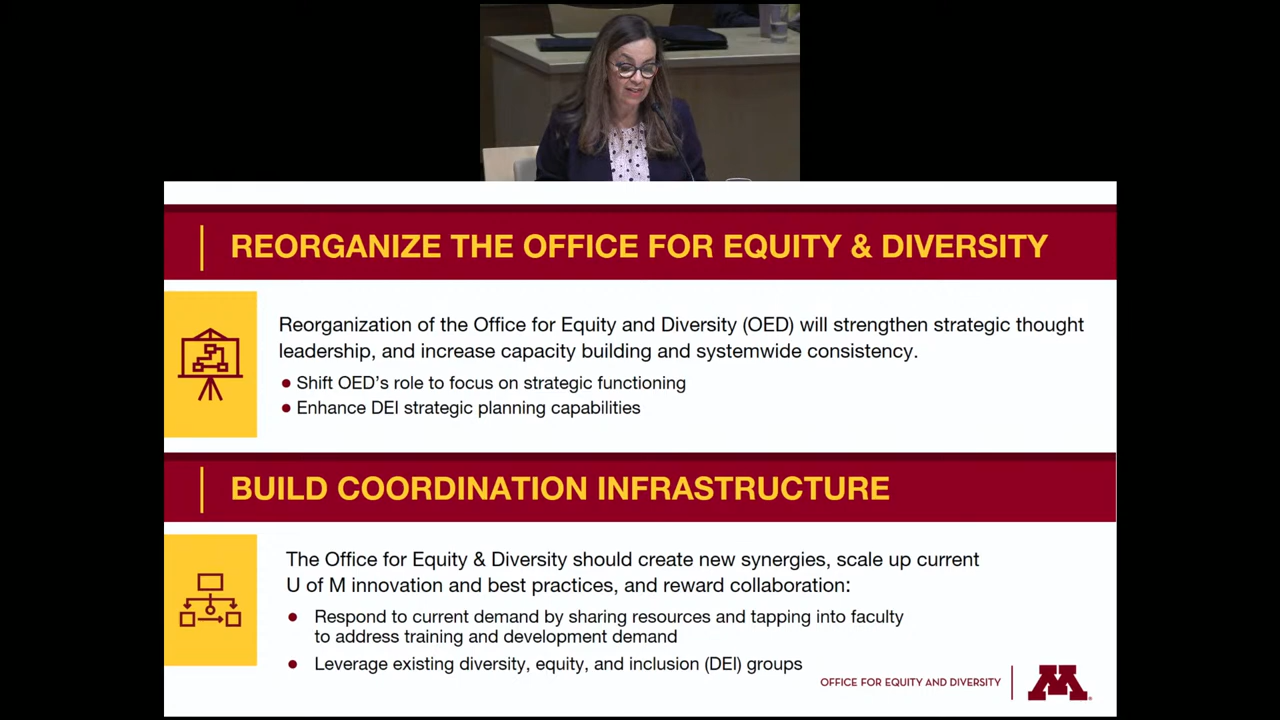 REORGANIZE THE OFFICE FOR EQUITY & DIVERSITY
Reorganization of the Office for Equity and Diversity (OED) will strengthen strategic thought
leadership, and increase capacity building and systemwide consistency.
● Shift OED's role to focus on strategic functioning
● Enhance DEI strategic planning capabilities
BUILD COORDINATION INFRASTRUCTURE
The Office for Equity & Diversity should create new synergies, scale up current
U of M innovation and best practices, and reward collaboration:
● Respond to current demand by sharing resources and tapping into faculty
to address training and development demand
● Leverage existing diversity, equity, and inclusion (DEI) groups
OFFICE FOR EQUITY AND DIVERSITY
M